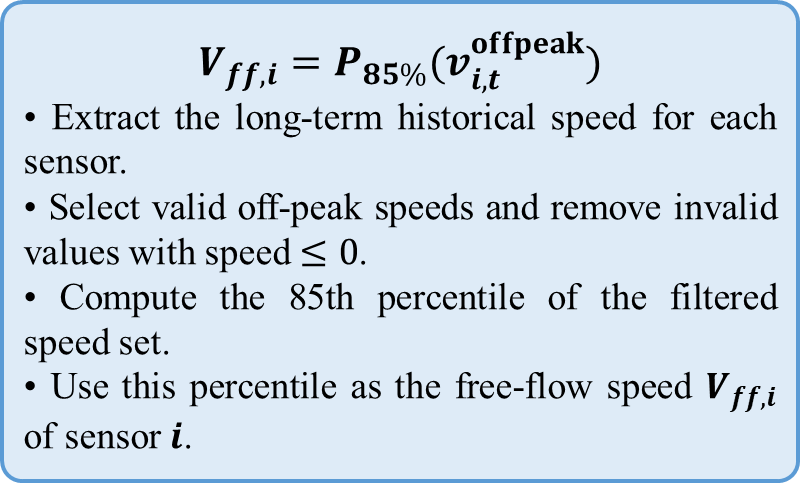 V_{ff,i} = P_{85%}(v_{i,t}^{offpeak})
• Extract the long-term historical speed for each
sensor.
• Select valid off-peak speeds and remove invalid
values with speed ≤ 0.
• Compute the 85th percentile of the filtered
speed set.
• Use this percentile as the free-flow speed V_{ff,i}
of sensor i.